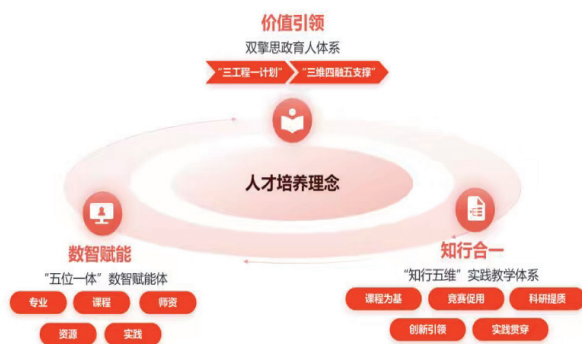 价值引领
双擎思政育人体系
“三工程一计划”
“三维四融五支撑”
人才培养理念
数智赋能
“五位一体”数智赋能体
专业
课程
师资
资源
实践
知行合一
“知行五维”实践教学体系
课程为基
竞赛促用
科研提质
创新引领
实践贯穿